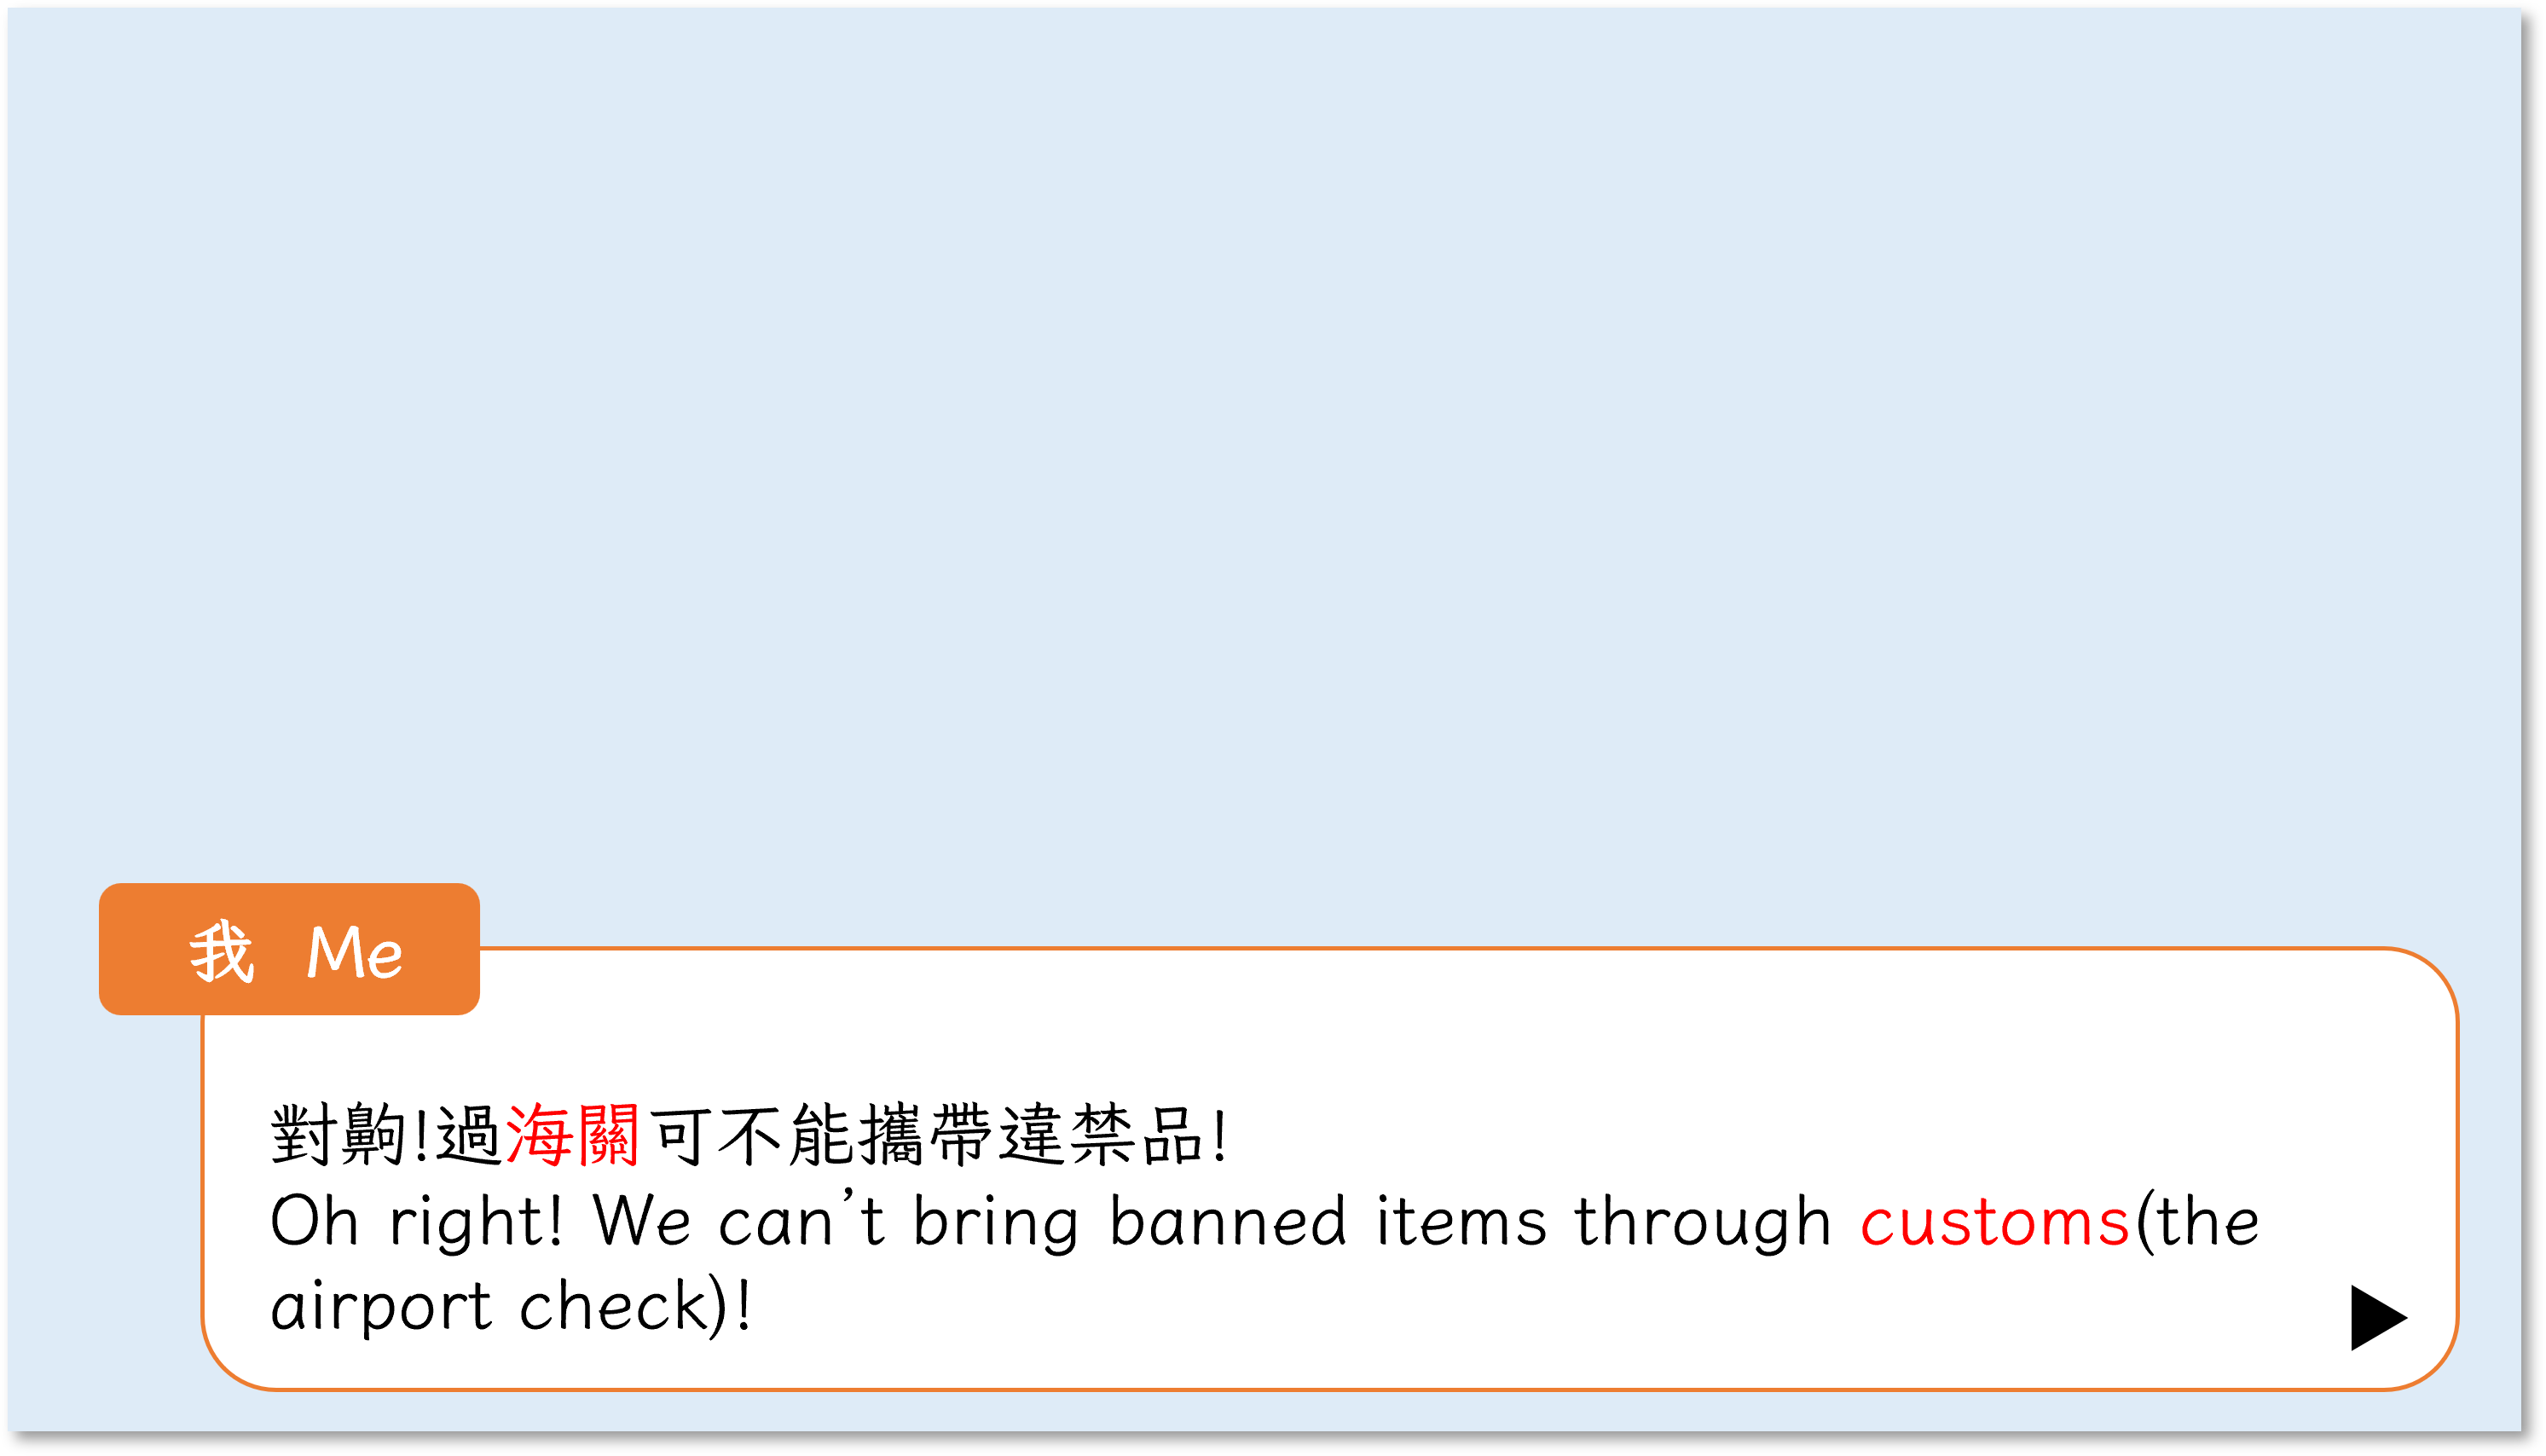 我 Me
對齁!過海關可不能攜帶違禁品!
Oh right! We can’t bring banned items through customs(the
airport check)!